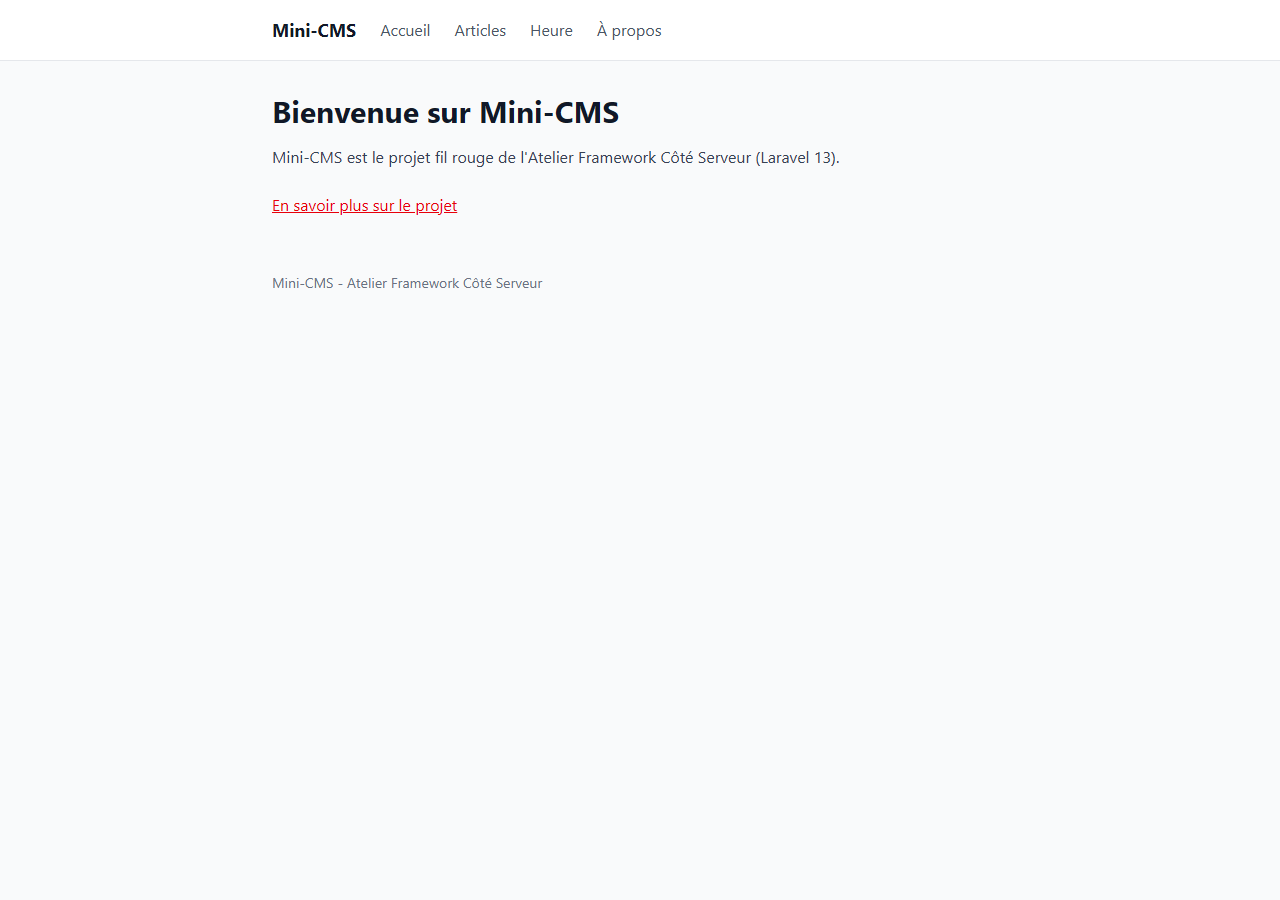 Mini-CMS Accueil Articles Heure À propos
Bienvenue sur Mini-CMS
Mini-CMS est le projet fil rouge de l'Atelier Framework Côté Serveur (Laravel 13).
En savoir plus sur le projet
Mini-CMS - Atelier Framework Côté Serveur